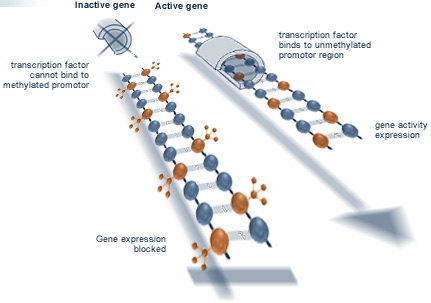 Inactive gene
Active gene
transcription factor
cannot bind to
methylated promotor
transcription factor
binds to unmethylated
promotor region
gene activity
expression
Gene expression
blocked